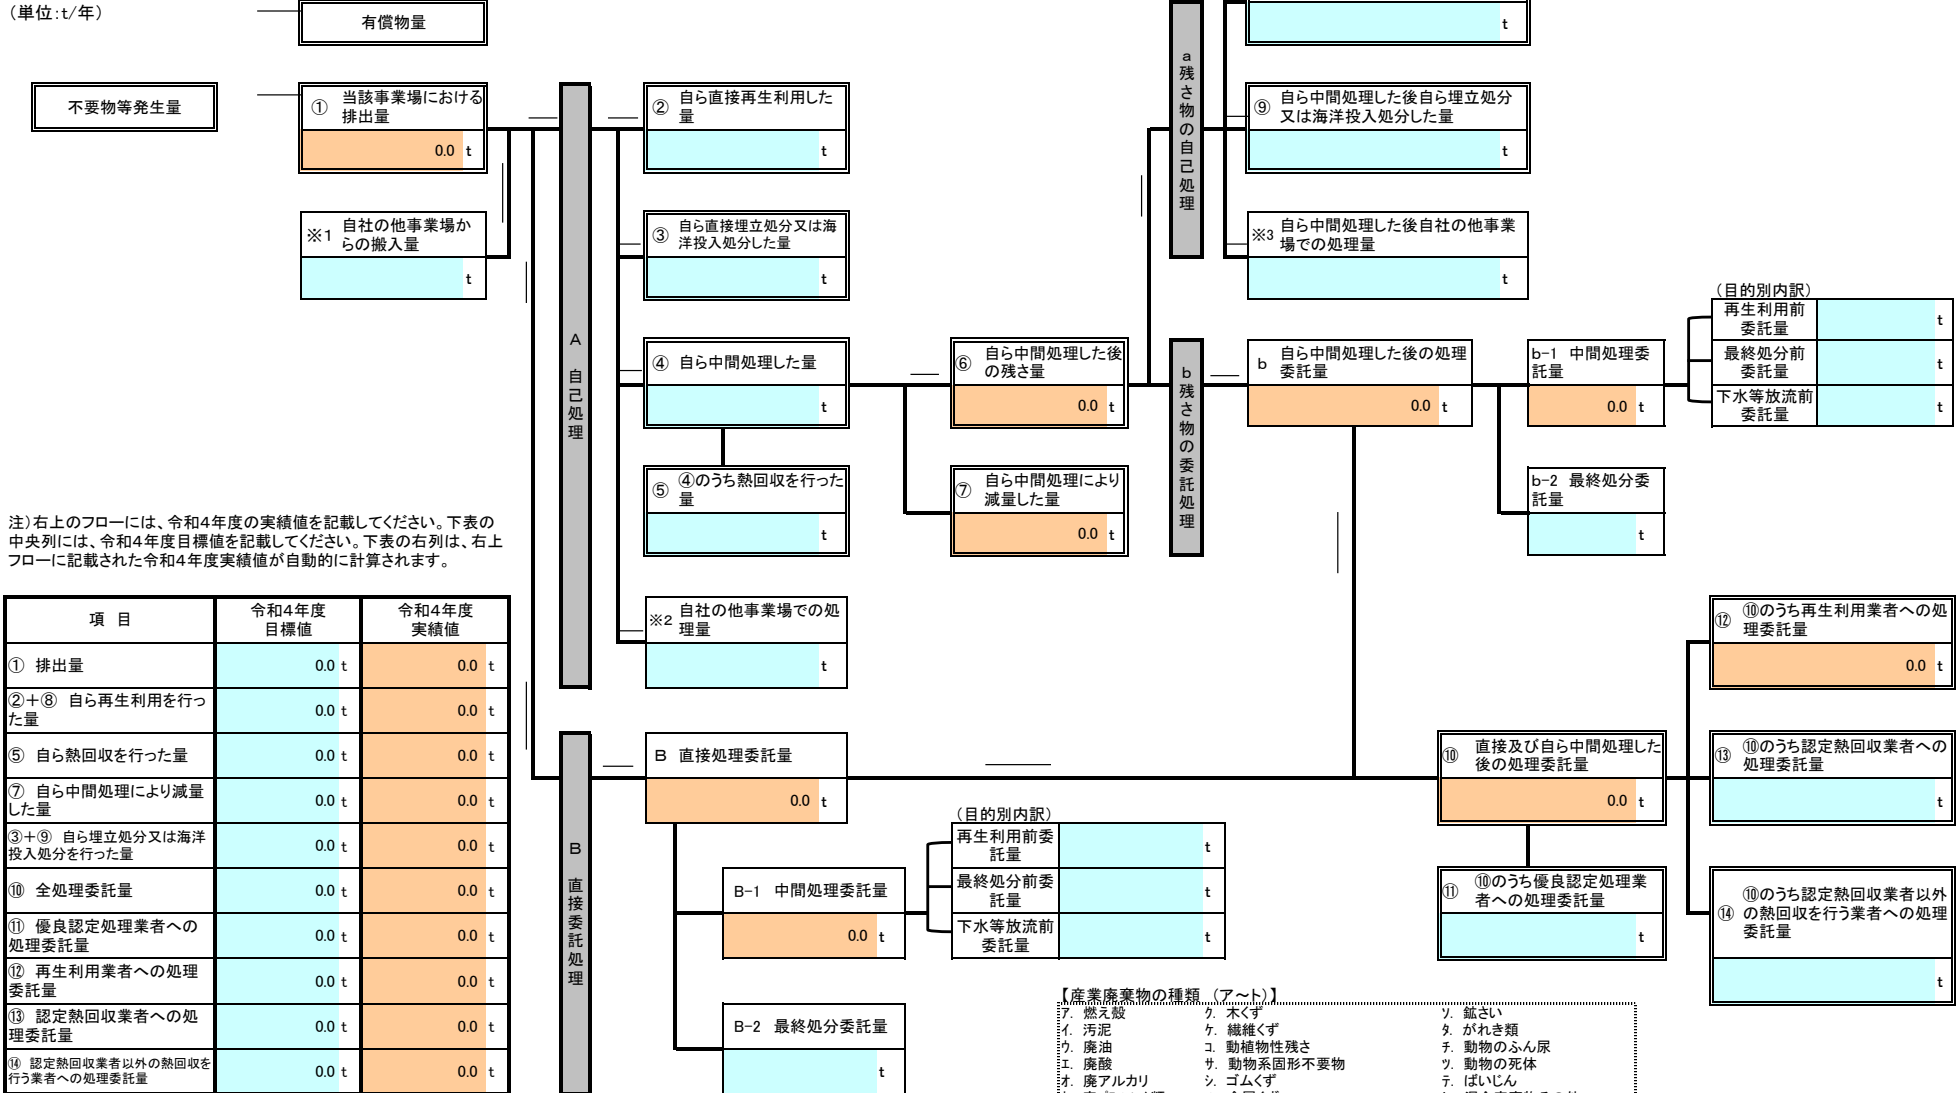 (単位:t/年)
有償物量
t
不要物等発生量
① 当該事業場における
排出量
0.0 t
※1 自社の他事業場か
らの搬入量
t
A 自己処理
② 自ら直接再生利用した
量
t
③ 自ら直接埋立処分又は海
洋投入処分した量
t
④ 自ら中間処理した量
t
⑤ ④のうち熱回収を行った
量
t
※2 自社の他事業場での処
理量
t
⑥ 自ら中間処理した後
の残さ量
0.0 t
⑦ 自ら中間処理により
減量した量
0.0 t
a 残さ物の自己処理
⑨ 自ら中間処理した後自ら埋立処分
又は海洋投入処分した量
t
※3 自ら中間処理した後自社の他事業
場での処理量
t
b 残さ物の委託処理
b 自ら中間処理した後の処理
委託量
0.0 t
b-1 中間処理委
託量
0.0 t
b-2 最終処分委
託量
t
(目的別内訳)
再生利用前
委託量
t
最終処分前
委託量
t
下水等放流前
委託量
t
注)右上のフローには、令和4年度の実績値を記載してください。下表の
中央列には、令和4年度目標値を記載してください。下表の右列は、右上
フローに記載された令和4年度実績値が自動的に計算されます。
項 目
令和4年度
目標値
令和4年度
実績値
① 排出量
0.0 t
0.0 t
②+⑧ 自ら再生利用を行っ
た量
0.0 t
0.0 t
⑤ 自ら熱回収を行った量
0.0 t
0.0 t
⑦ 自ら中間処理により減量
した量
0.0 t
0.0 t
③+⑨ 自ら埋立処分又は海洋
投入処分を行った量
0.0 t
0.0 t
⑩ 全処理委託量
0.0 t
0.0 t
⑪ 優良認定処理業者への
処理委託量
0.0 t
0.0 t
⑫ 再生利用業者への処理
委託量
0.0 t
0.0 t
⑬ 認定熱回収業者への処
理委託量
0.0 t
0.0 t
⑭ 認定熱回収業者以外の熱回収を
行う業者への処理委託量
0.0 t
0.0 t
B 直接委託処理
B 直接処理委託量
0.0 t
B-1 中間処理委託量
0.0 t
B-2 最終処分委託量
t
(目的別内訳)
再生利用前委
託量
t
最終処分前委
託量
t
下水等放流前
委託量
t
⑩ 直接及び自ら中間処理した
後の処理委託量
0.0 t
⑪ ⑩のうち優良認定処理業
者への処理委託量
t
⑫ ⑩のうち再生利用業者への処
理委託量
0.0 t
⑬ ⑩のうち認定熱回収業者への
処理委託量
t
⑭ ⑩のうち認定熱回収業者以外
の熱回収を行う業者への処理
委託量
t
【産業廃棄物の種類 (ア~ト)】
ア. 燃え殻 ク. 木くず ソ. 鉱さい
イ. 汚泥 ケ. 繊維くず タ. がれき類
ウ. 廃油 コ. 動植物性残さ チ. 動物のふん尿
エ. 廃酸 サ. 動物系固形不要物 ツ. 動物の死体
オ. 廃アルカリ シ. ゴムくず テ. ばいじん